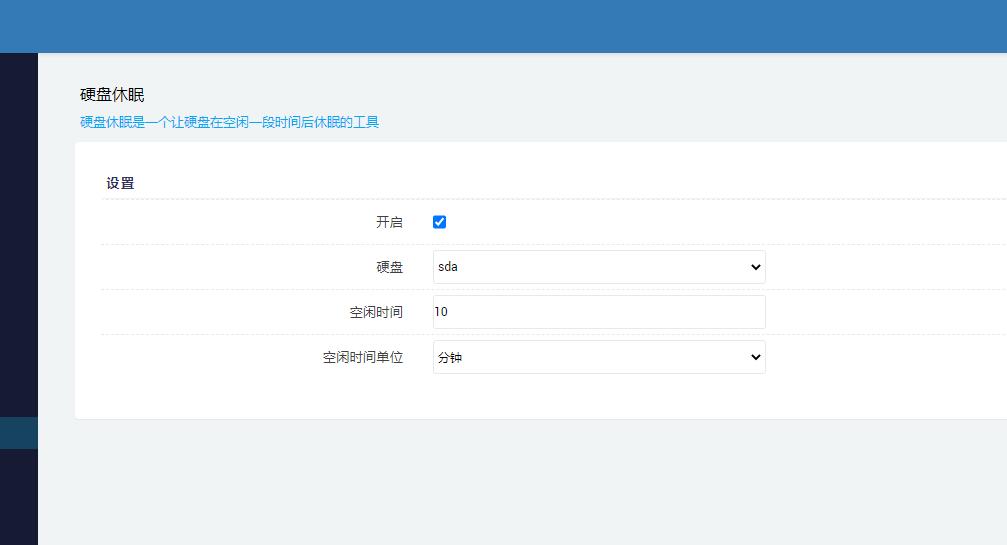 硬盘休眠
硬盘休眠是一个让硬盘在空闲一段时间后休眠的工具
设置
开启
硬盘 sda
空闲时间 10
空闲时间单位 分钟